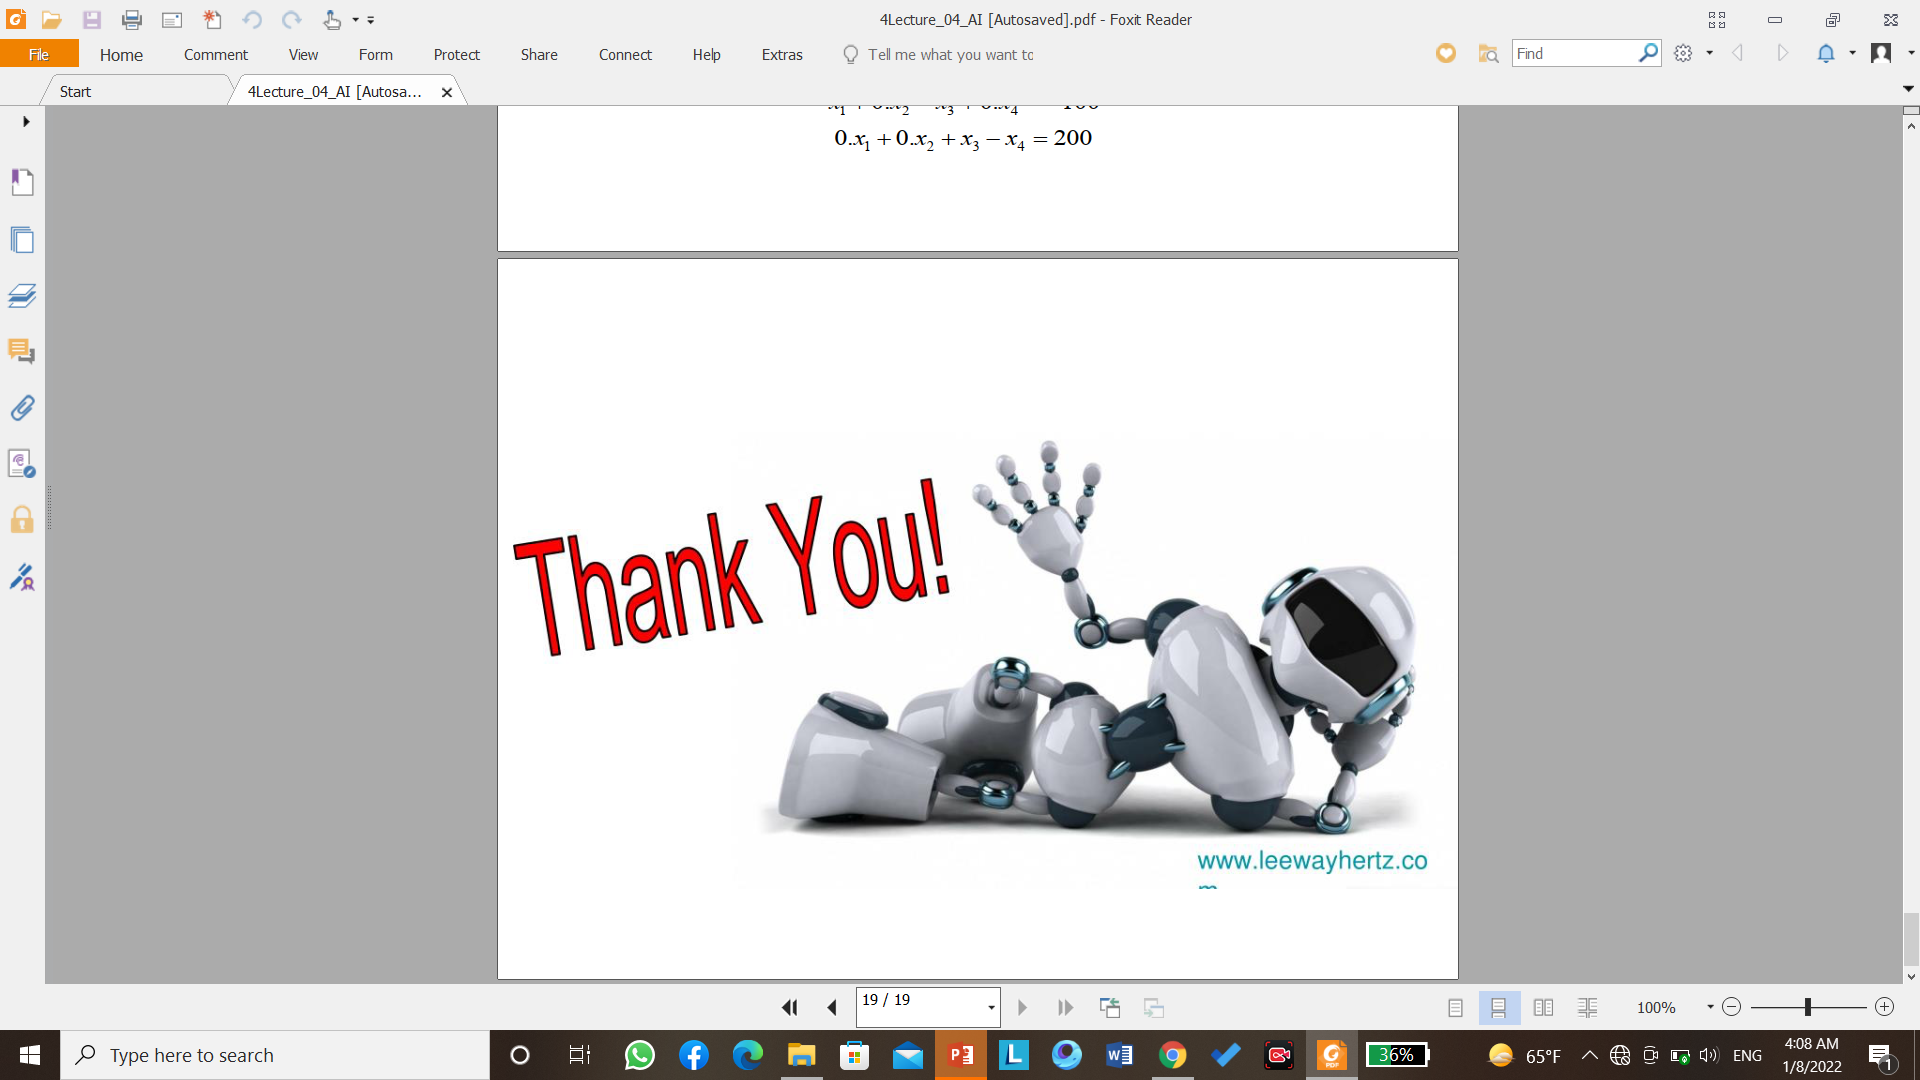 4Lecture_04_AI [Autosaved].pdf - Foxit Reader
File Home Comment View Form Protect Share Connect Help Extras Tell me what you want to
Find
Start 4Lecture_04_AI [Autosa...
0.x₁ + 0.x₂ + x₃ − x₄ = 200
Thank You!
www.leewayhertz.co
m
19 / 19
100%
Type here to search
36%
65°F
ENG
4:08 AM
1/8/2022
1